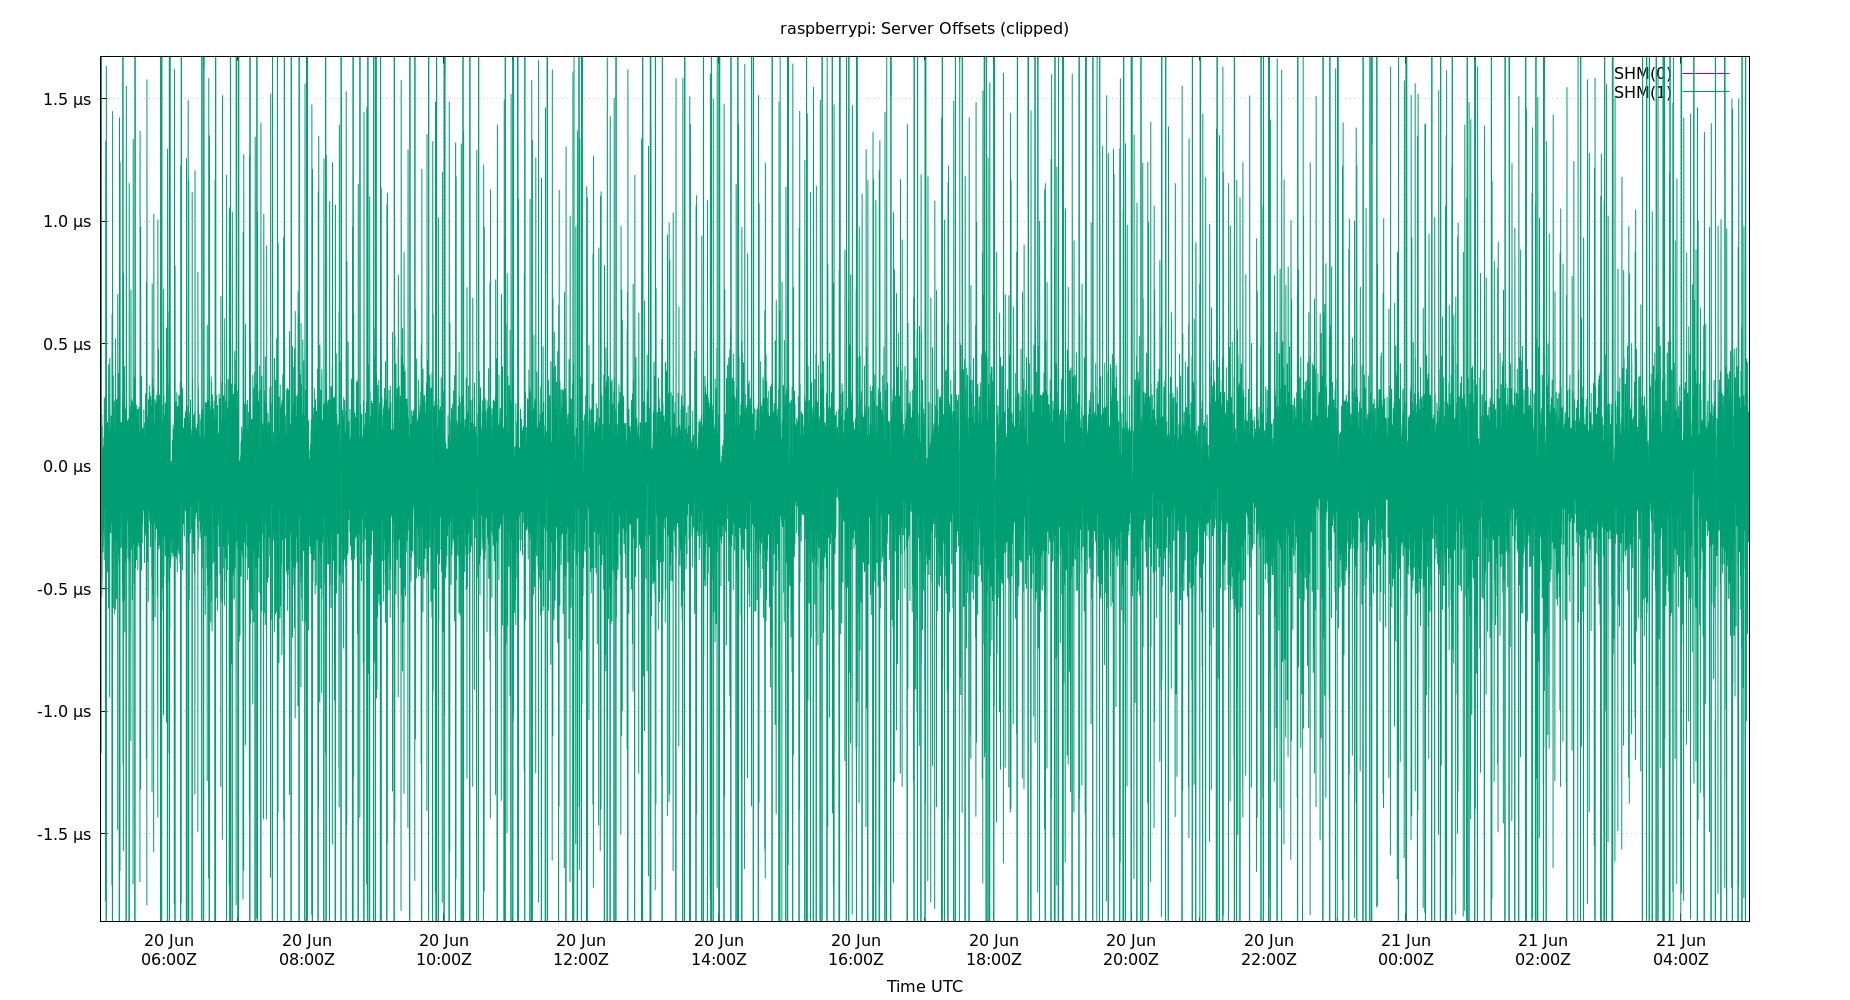 raspberrypi: Server Offsets (clipped)
SHM(0)
SHM(1)
1.5 µs
1.0 µs
0.5 µs
0.0 µs
-0.5 µs
-1.0 µs
-1.5 µs
20 Jun 20 Jun 20 Jun 20 Jun 20 Jun 20 Jun 20 Jun 20 Jun 20 Jun 21 Jun 21 Jun 21 Jun
06:00Z 08:00Z 10:00Z 12:00Z 14:00Z 16:00Z 18:00Z 20:00Z 22:00Z 00:00Z 02:00Z 04:00Z
Time UTC